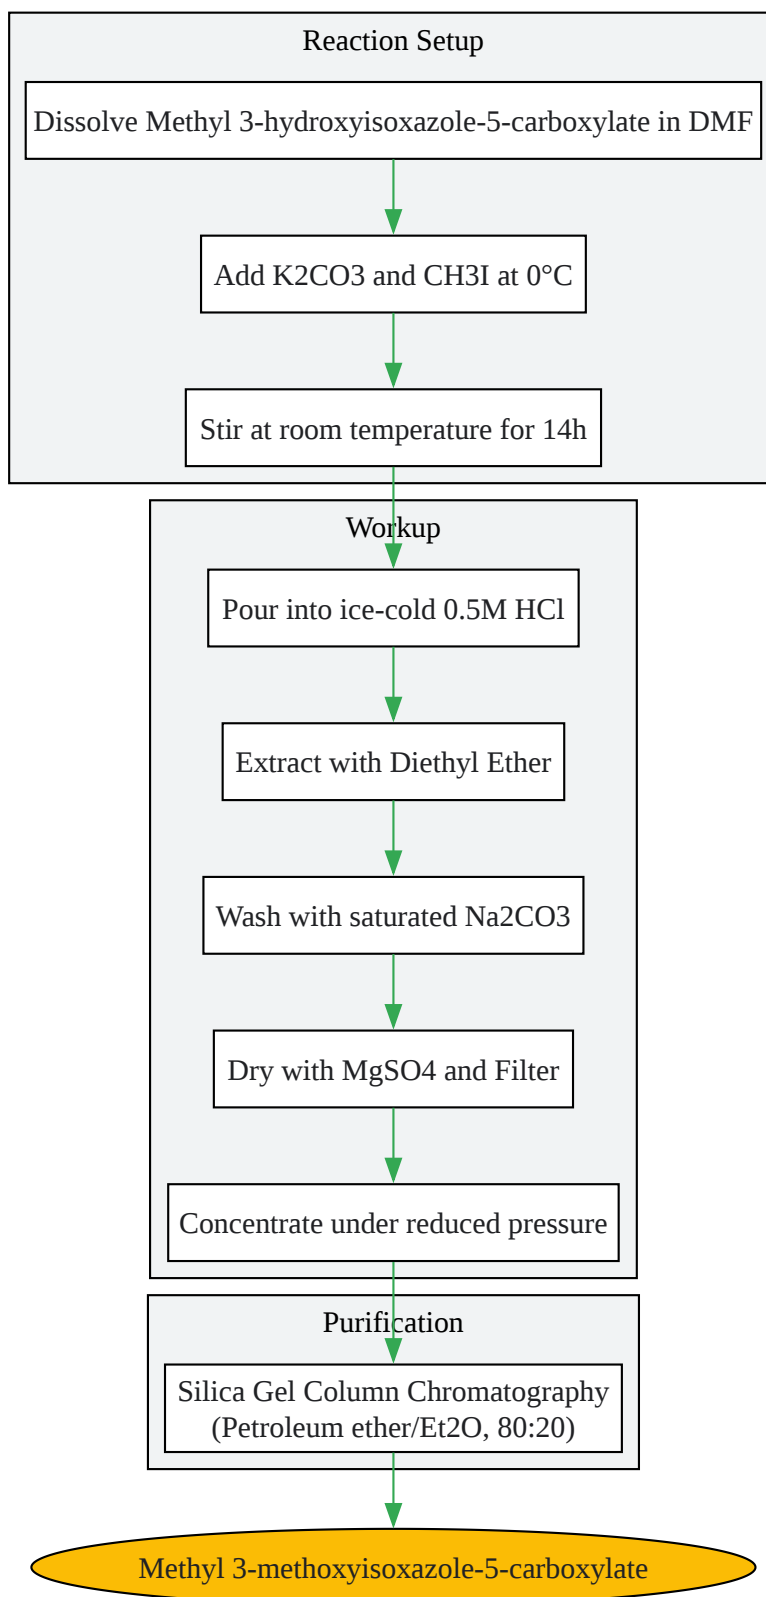 Reaction Setup
Dissolve Methyl 3-hydroxyisoxazole-5-carboxylate in DMF
Add K2CO3 and CH3I at 0°C
Stir at room temperature for 14h
Workup
Pour into ice-cold 0.5M HCl
Extract with Diethyl Ether
Wash with saturated Na2CO3
Dry with MgSO4 and Filter
Concentrate under reduced pressure
Purification
Silica Gel Column Chromatography
(Petroleum ether/Et2O, 80:20)
Methyl 3-methoxyisoxazole-5-carboxylate